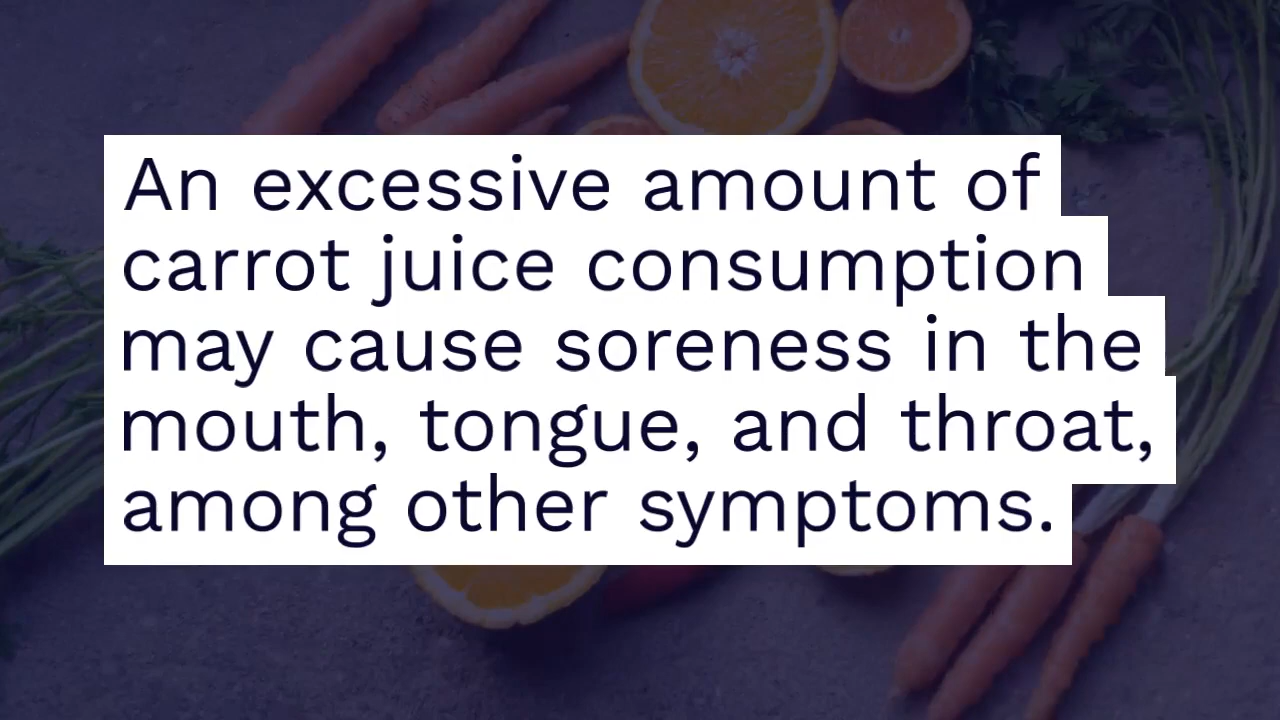 An excessive amount of
carrot juice consumption
may cause soreness in the
mouth, tongue, and throat,
among other symptoms.